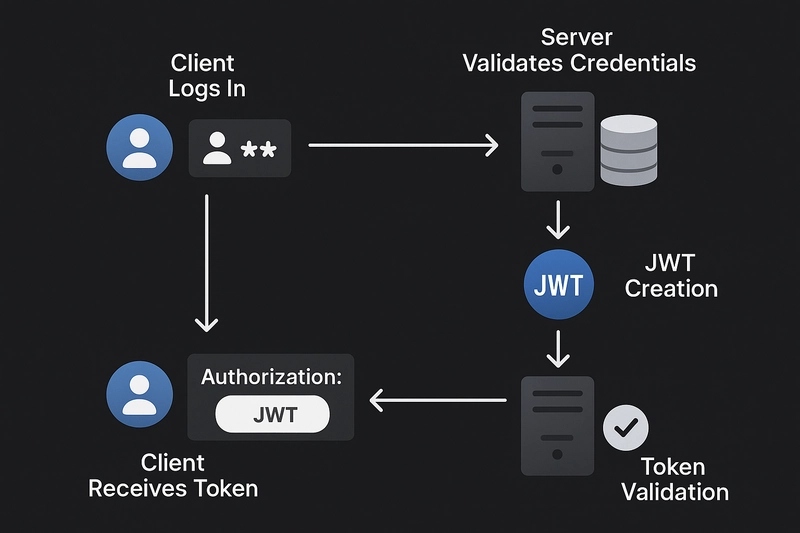 Client
Logs In
**
Server
Validates Credentials
JWT
JWT
Creation
Authorization:
JWT
Client
Receives Token
Token
Validation